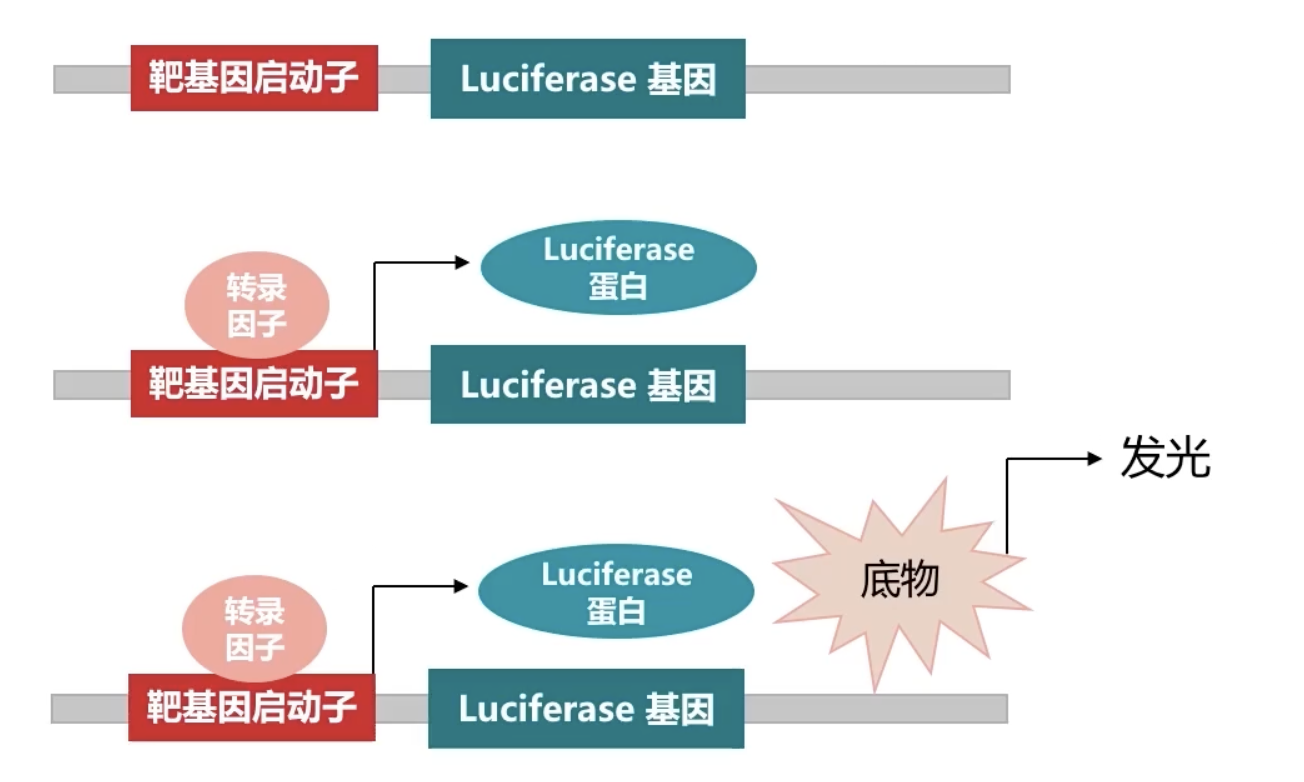 靶基因启动子
Luciferase 基因
Luciferase
蛋白
转录
因子
靶基因启动子
Luciferase 基因
发光
底物
Luciferase
蛋白
转录
因子
靶基因启动子
Luciferase 基因